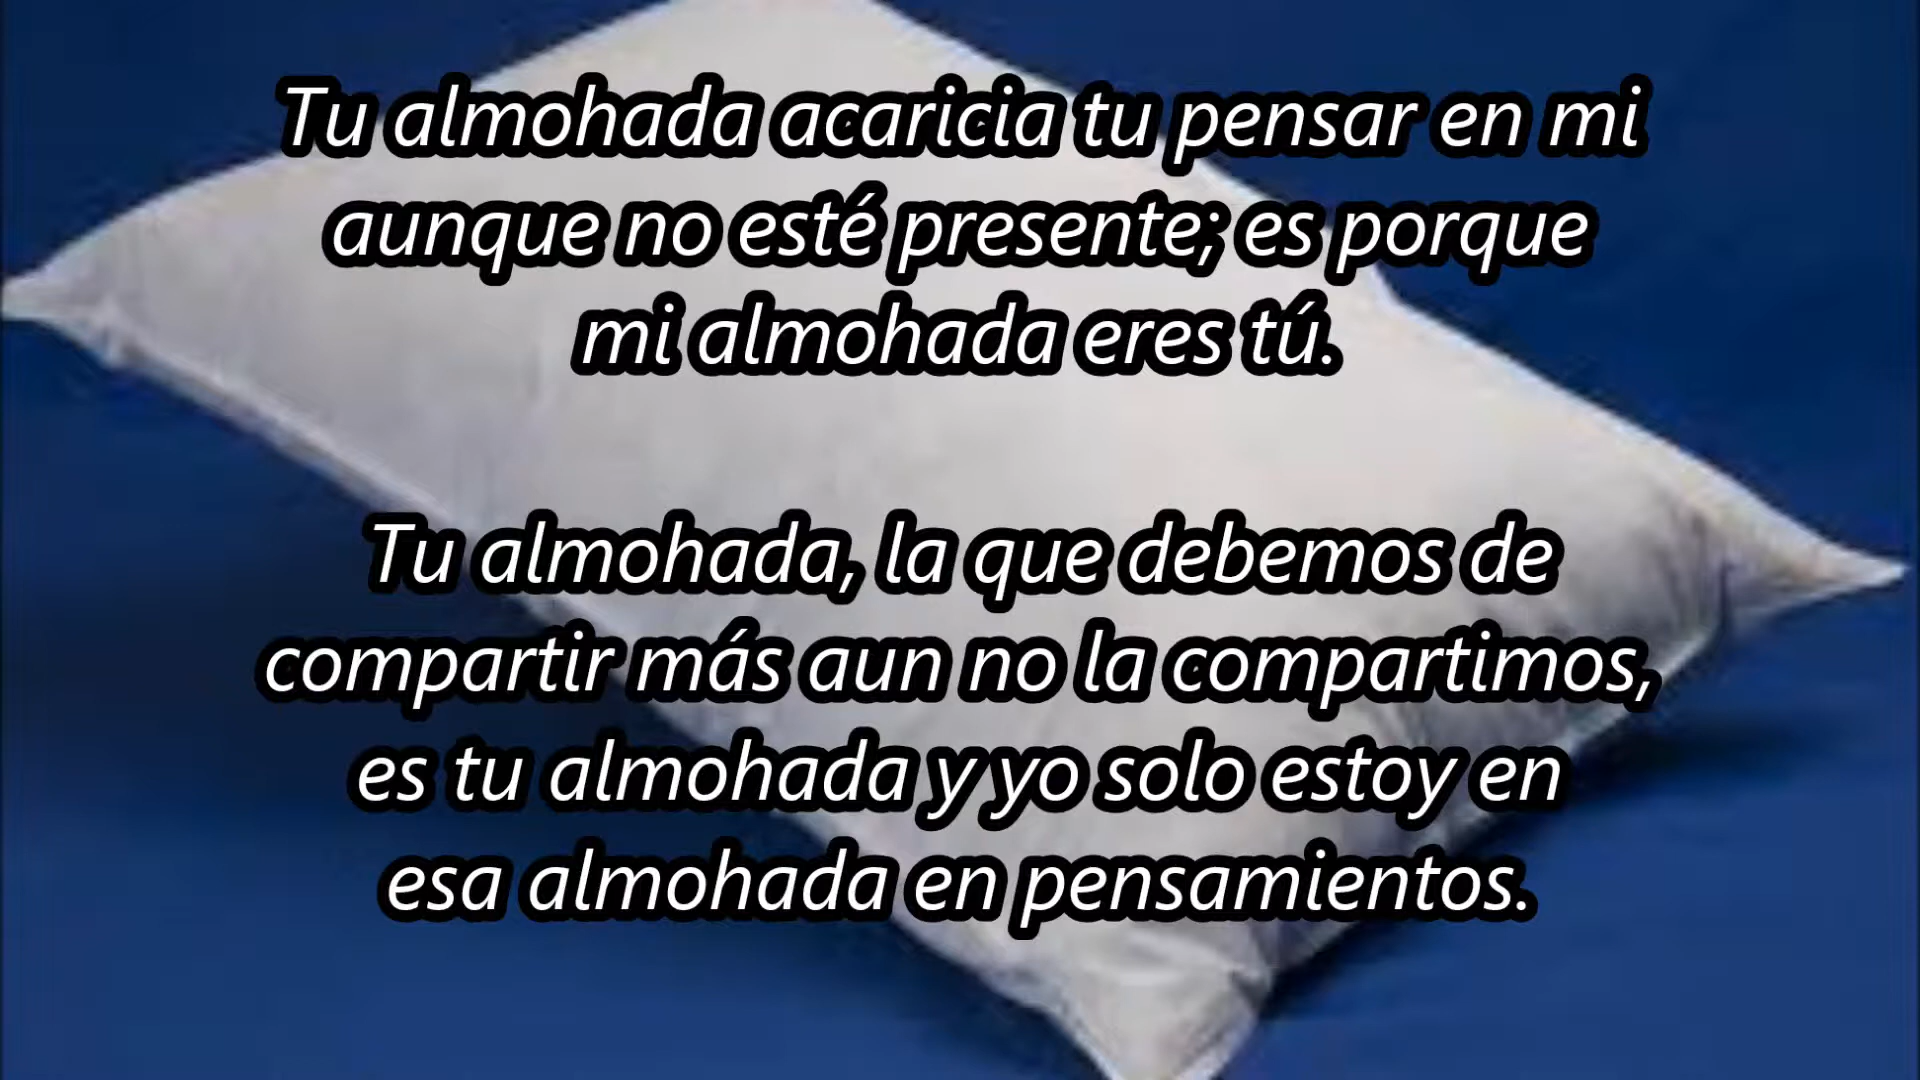 Tu almohada acaricia tu pensar en mi
aunque no esté presente; es porque
mi almohada eres tú.
Tu almohada, la que debemos de
compartir más aun no la compartimos,
es tu almohada y yo solo estoy en
esa almohada en pensamientos.